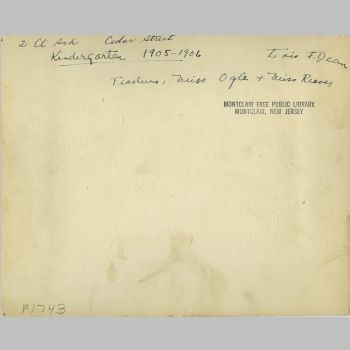 2 Cl Ash Cedar Street
Kindergarten 1905-1906 Lois F Dean
Teachers, Miss Ogle + Miss Reeves
MONTCLAIR FREE PUBLIC LIBRARY,
MONTCLAIR, NEW JERSEY
P1743